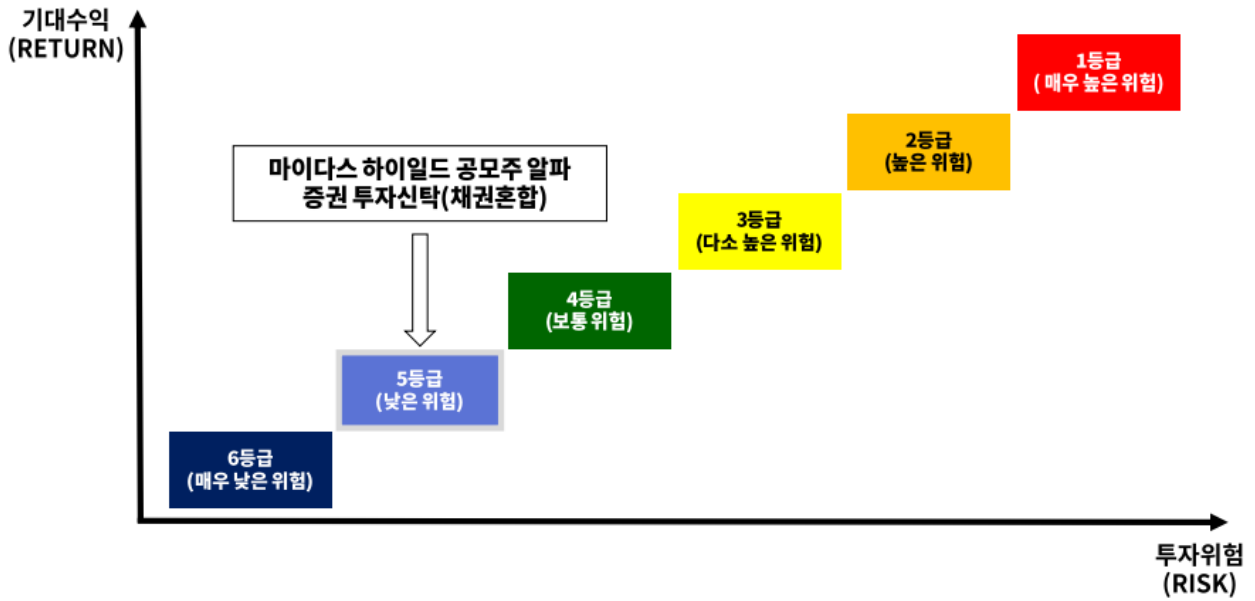 기대수익
(RETURN)
1등급
( 매우 높은 위험)
2등급
(높은 위험)
마이다스 하이일드 공모주 알파
증권 투자신탁(채권혼합)
3등급
(다소 높은 위험)
4등급
(보통 위험)
5등급
(낮은 위험)
6등급
(매우 낮은 위험)
투자위험
(RISK)